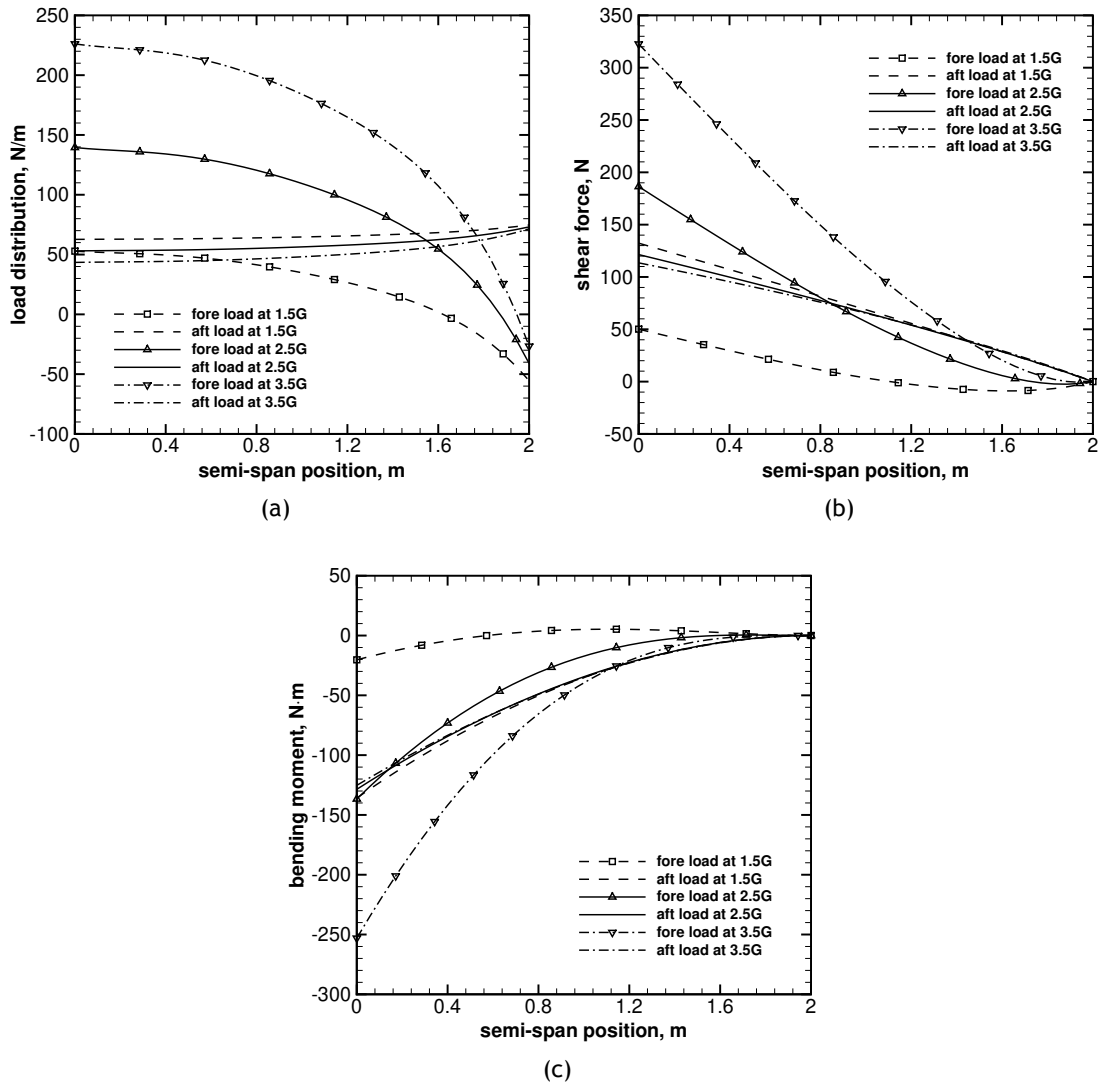 250
200
150
100
50
0
-50
-100
load distribution, N/m
fore load at 1.5G
aft load at 1.5G
fore load at 2.5G
aft load at 2.5G
fore load at 3.5G
aft load at 3.5G
0 0.4 0.8 1.2 1.6 2
semi-span position, m
(a)
350
300
250
200
150
100
50
0
-50
shear force, N
fore load at 1.5G
aft load at 1.5G
fore load at 2.5G
aft load at 2.5G
fore load at 3.5G
aft load at 3.5G
0 0.4 0.8 1.2 1.6 2
semi-span position, m
(b)
50
0
-50
-100
-150
-200
-250
-300
bending moment, N·m
fore load at 1.5G
aft load at 1.5G
fore load at 2.5G
aft load at 2.5G
fore load at 3.5G
aft load at 3.5G
0 0.4 0.8 1.2 1.6 2
semi-span position, m
(c)